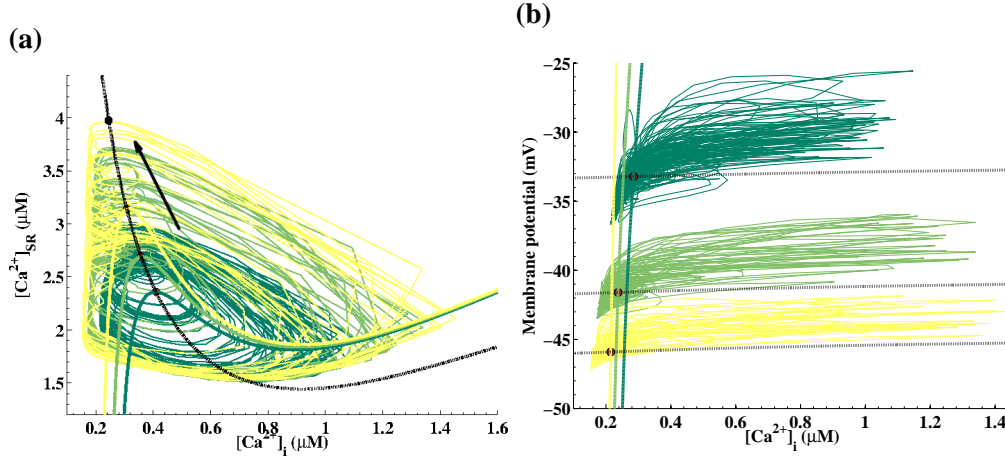 (a)
[Ca²⁺]SR (µM)
4
3.5
3
2.5
2
1.5
0.2 0.4 0.6 0.8 1 1.2 1.4 1.6
[Ca²⁺]i (µM)
(b)
Membrane potential (mV)
−25
−30
−35
−40
−45
−50
0.2 0.4 0.6 0.8 1 1.2 1.4
[Ca²⁺]i (µM)